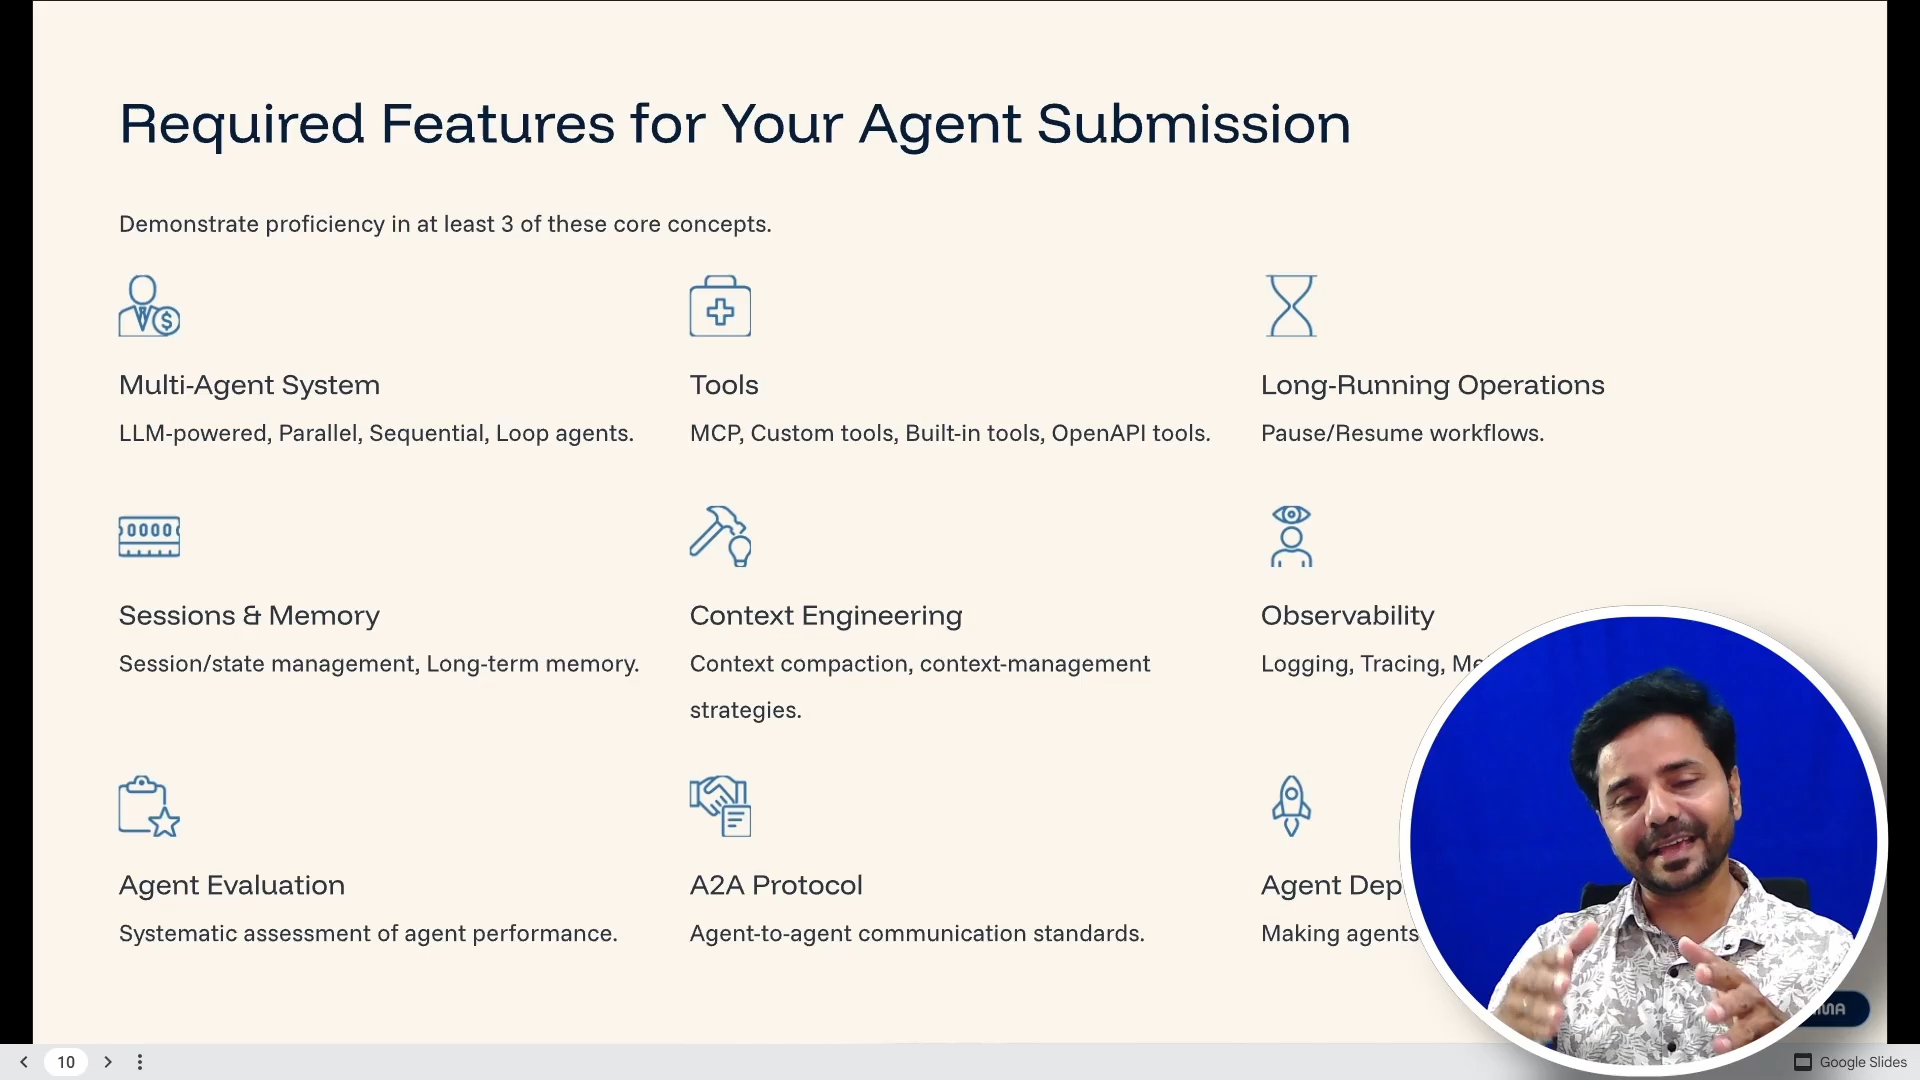 Required Features for Your Agent Submission
Demonstrate proficiency in at least 3 of these core concepts.
Multi-Agent System
LLM-powered, Parallel, Sequential, Loop agents.
Tools
MCP, Custom tools, Built-in tools, OpenAPI tools.
Long-Running Operations
Pause/Resume workflows.
Sessions & Memory
Session/state management, Long-term memory.
Context Engineering
Context compaction, context-management
strategies.
Observability
Logging, Tracing,
Agent Evaluation
Systematic assessment of agent performance.
A2A Protocol
Agent-to-agent communication standards.
Agent
Making agents
10
Google Slides